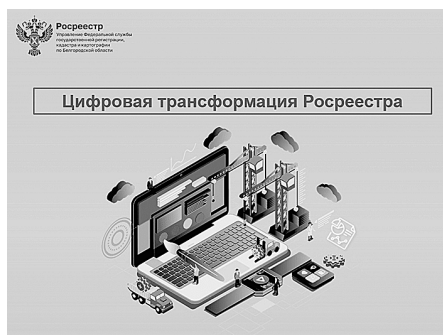 Росреестр
Управление Федеральной службы
государственной регистрации,
кадастра и картографии
по Белгородской области
Цифровая трансформация Росреестра